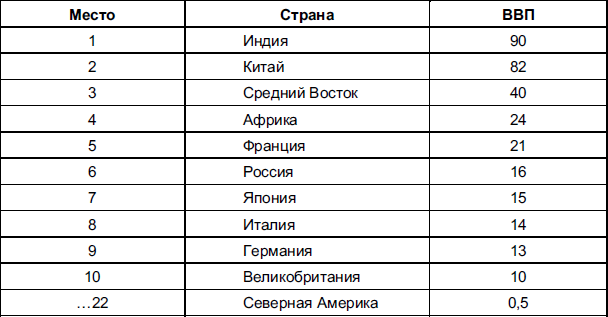 Место Страна ВВП
1 Индия 90
2 Китай 82
3 Средний Восток 40
4 Африка 24
5 Франция 21
6 Россия 16
7 Япония 15
8 Италия 14
9 Германия 13
10 Великобритания 10
…22 Северная Америка 0,5